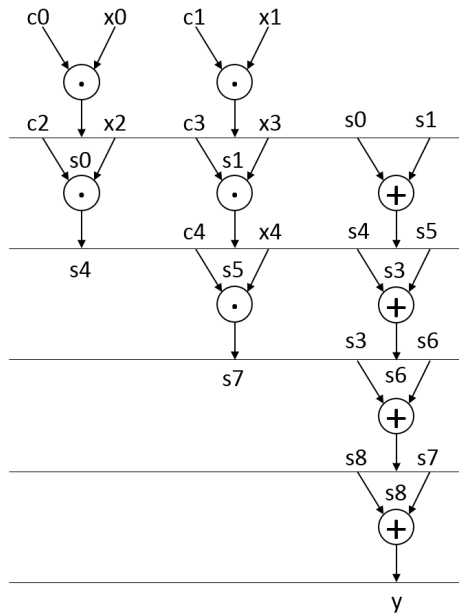 c0 x0 c1 x1
·
·
c2 x2 c3 x3 s0 s1
s0 s1
· · +
c4 x4 s4 s5
s4 s5 s3
· +
s3 s6
s7 s6
+
s8 s7
s8
+
y